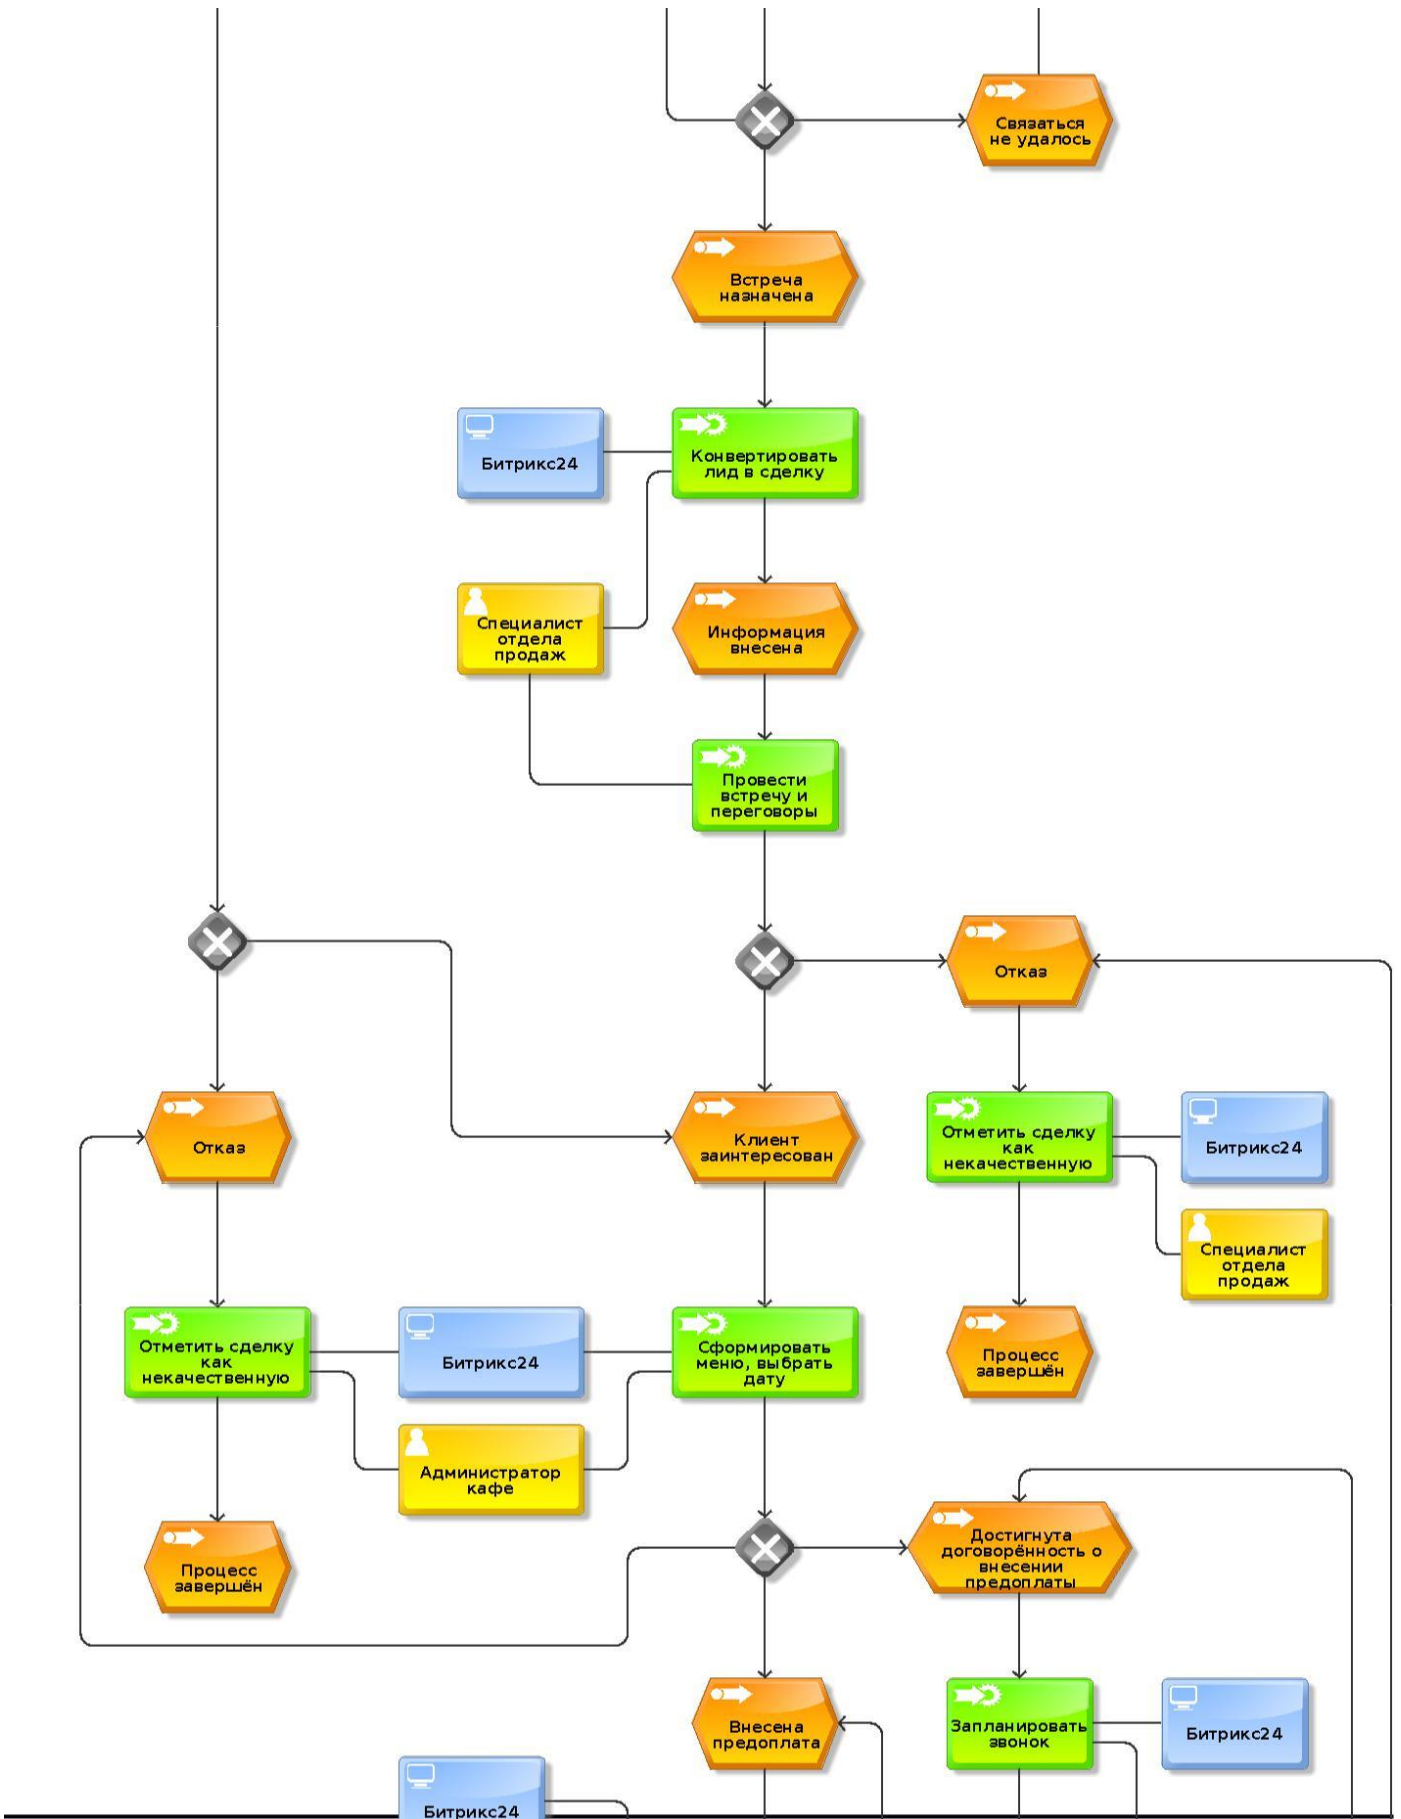 Связаться
не удалось
Встреча
назначена
Битрикс24
Конвертировать
лид в сделку
Специалист
отдела
продаж
Информация
внесена
Провести
встречу и
переговоры
Отказ
Отказ
Клиент
заинтересован
Отметить сделку
как
некачественную
Битрикс24
Специалист
отдела
продаж
Отметить сделку
как
некачественную
Битрикс24
Сформировать
меню, выбрать
дату
Процесс
завершён
Администратор
кафе
Процесс
завершён
Достигнута
договорённость о
внесении
предоплаты
Внесена
предоплата
Запланировать
звонок
Битрикс24
Битрикс24